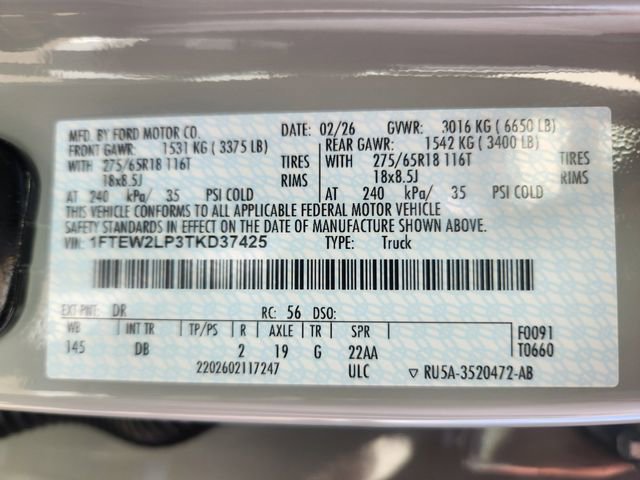 MFD. BY FORD MOTOR CO. DATE: 02/26 GVWR: 3016 KG ( 6650 LB)
FRONT GAWR: 1531 KG ( 3375 LB) REAR GAWR: 1542 KG ( 3400 LB)
WITH 275/65R18 116T TIRES WITH 275/65R18 116T TIRES
18x8.5J RIMS 18x8.5J RIMS
AT 240 kPa/ 35 PSI COLD AT 240 kPa/ 35 PSI COLD
THIS VEHICLE CONFORMS TO ALL APPLICABLE FEDERAL MOTOR VEHICLE
SAFETY STANDARDS IN EFFECT ON THE DATE OF MANUFACTURE SHOWN ABOVE.
VIN: 1FTEW2LP3TKD37425 TYPE: Truck
EXT PNT: DR RC: 56 DSO:
WB INT TR TP/PS R AXLE TR SPR F0091
145 DB 2 19 G 22AA T0660
2202602117247 ULC ▽ RU5A-3520472-AB